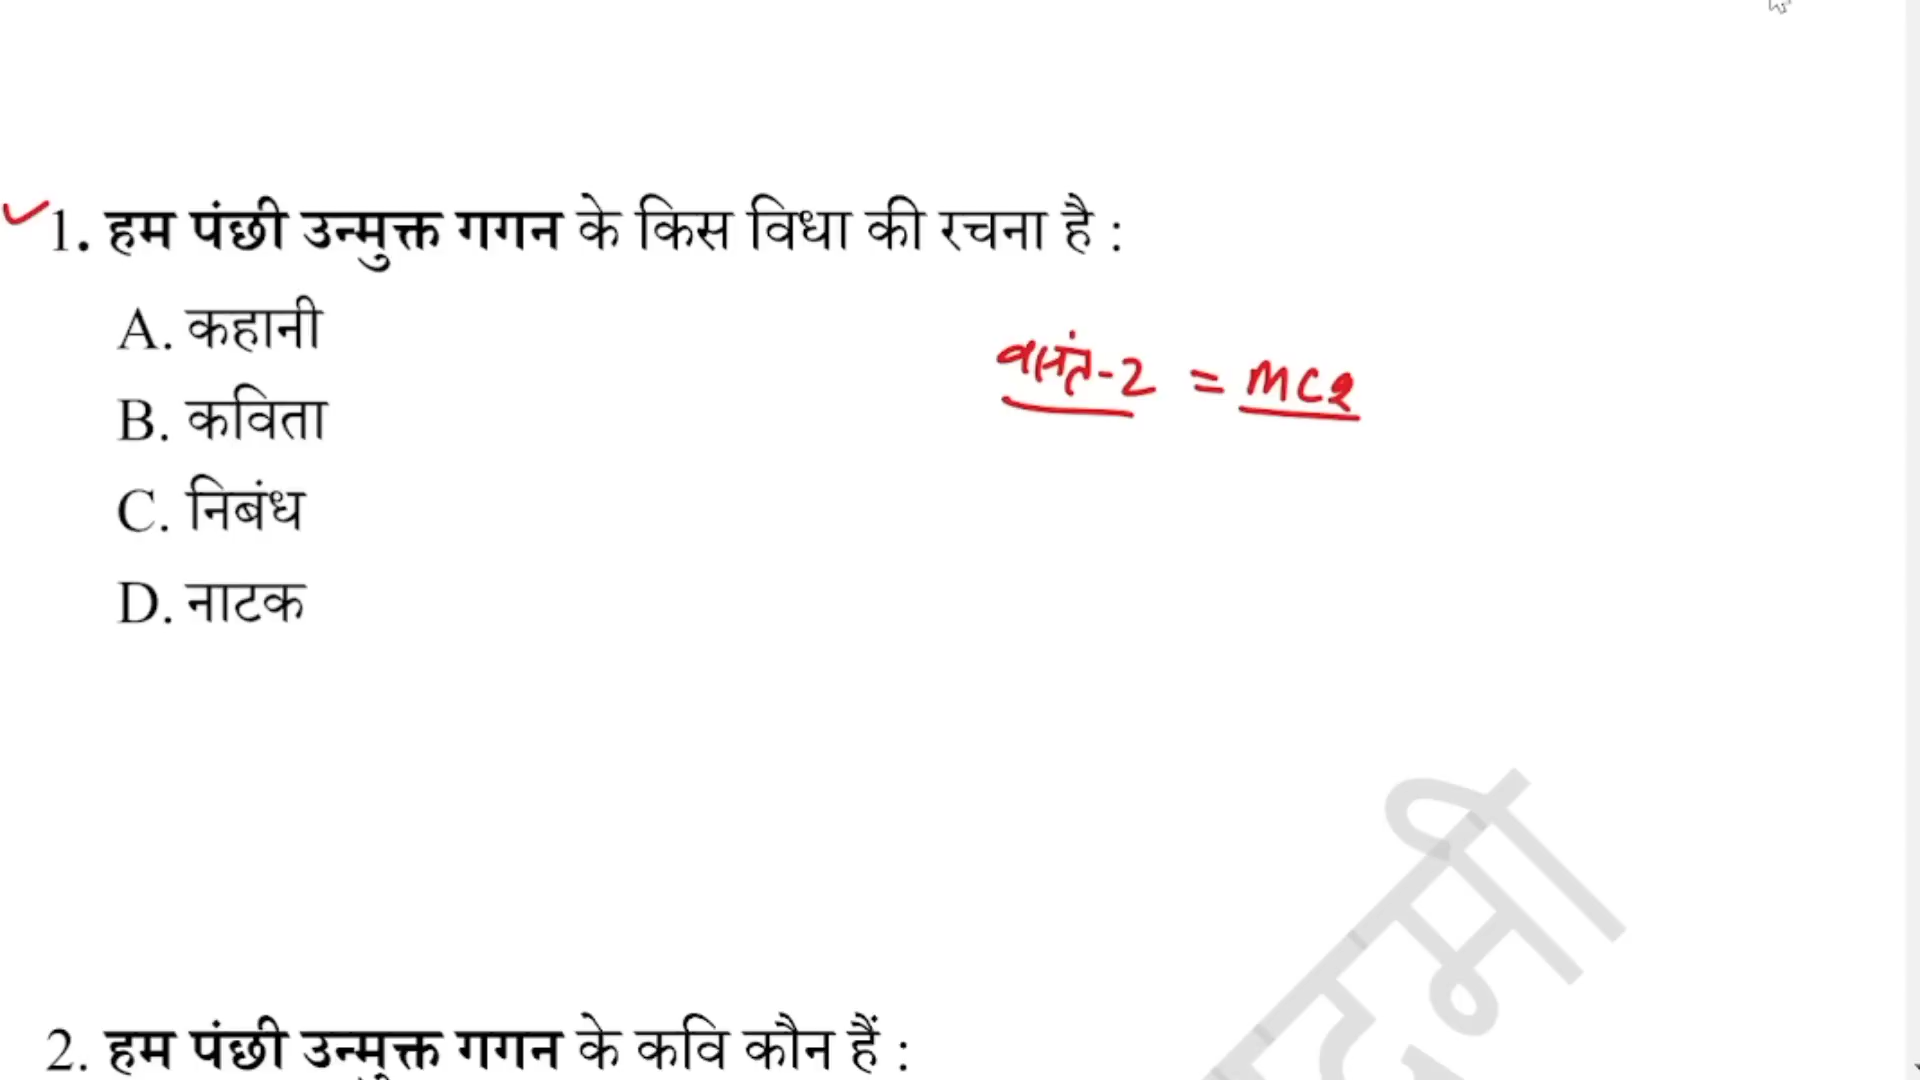 1. हम पंछी उन्मुक्त गगन के किस विधा की रचना है :
A. कहानी
B. कविता
वसंत-2 = MCQ
C. निबंध
D. नाटक
2. हम पंछी उन्मुक्त गगन के कवि कौन हैं :